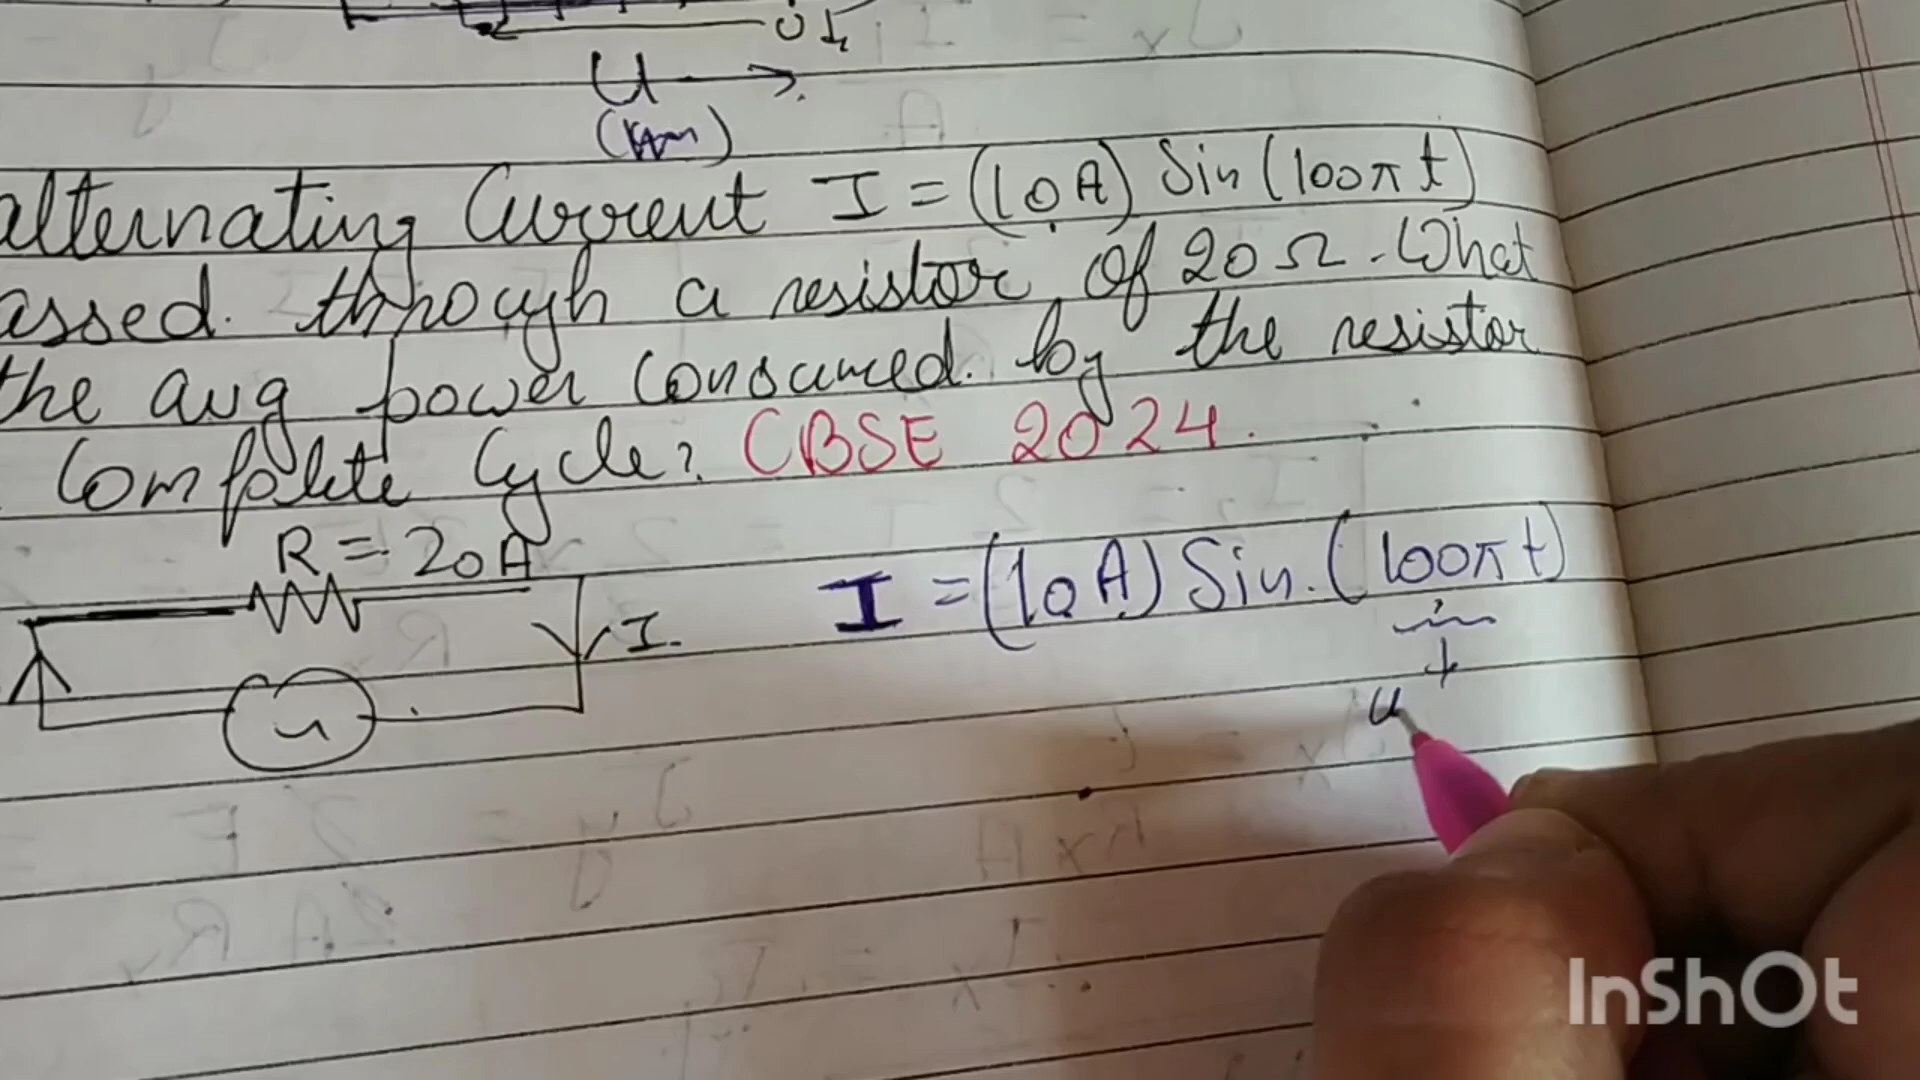 U →
(Km)
alternating Current I = (10A) Sin(100πt)
assed. through a resistor of 20Ω. What
the avg power consumed. by the resistor
Complete Cycle? CBSE 2024.
R = 20A
I = (10A) Sin. (100πt)
I.
InShOt